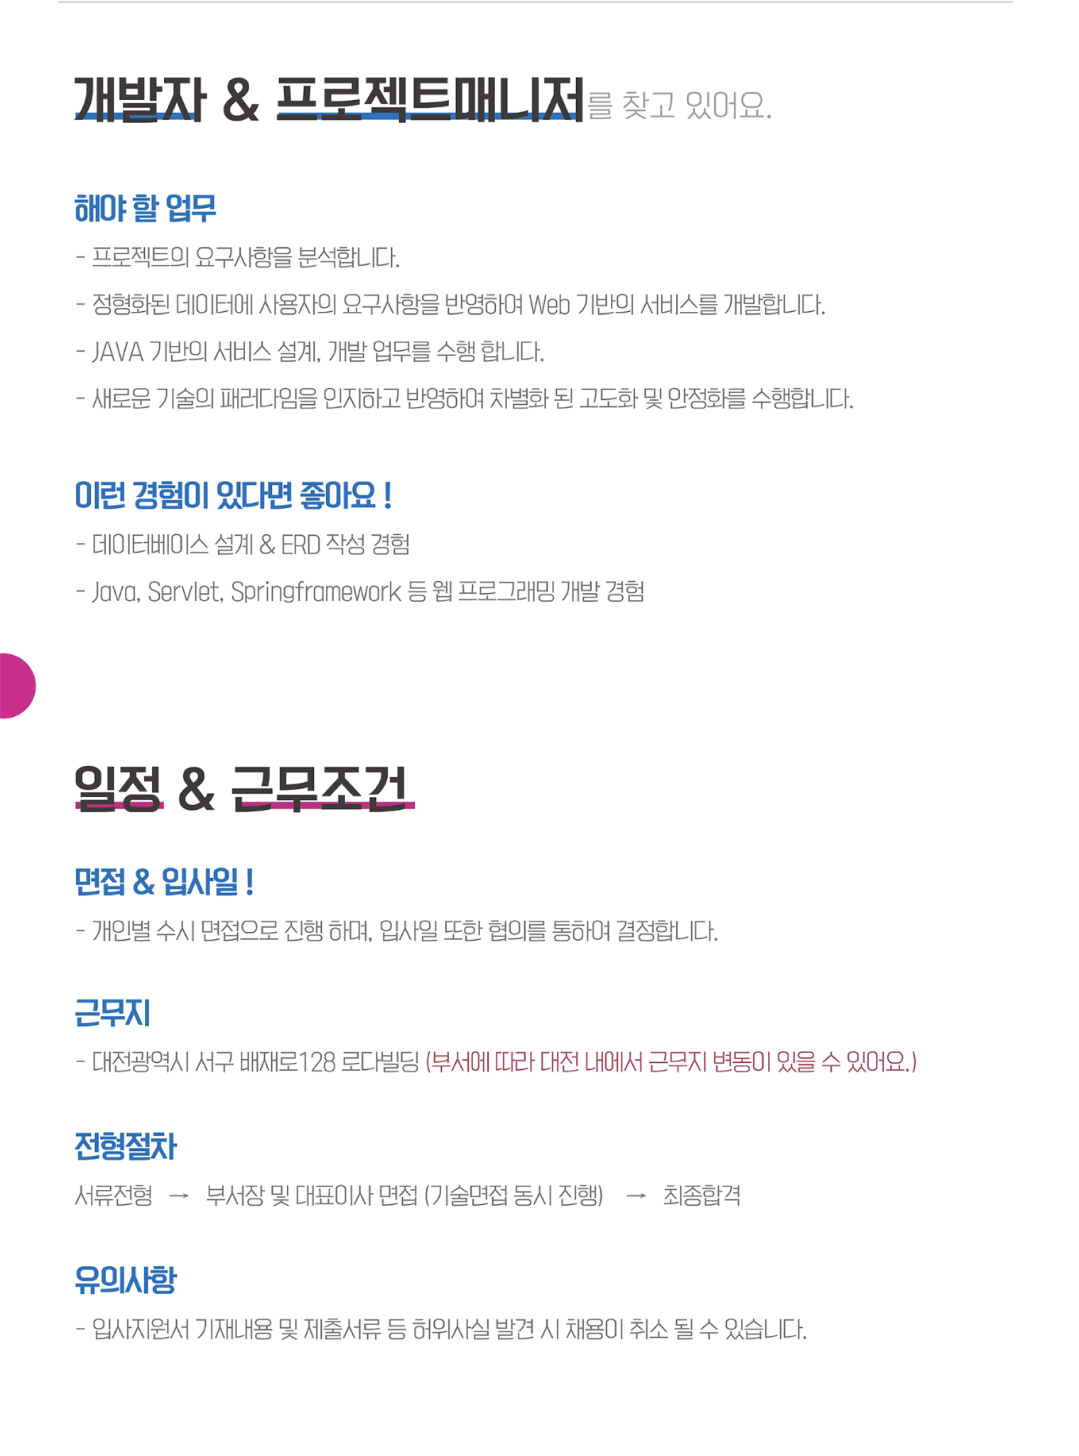 개발자 & 프로젝트매니저를 찾고 있어요.
해야 할 업무
- 프로젝트의 요구사항을 분석합니다.
- 정형화된 데이터에 사용자의 요구사항을 반영하여 Web 기반의 서비스를 개발합니다.
- JAVA 기반의 서비스 설계, 개발 업무를 수행 합니다.
- 새로운 기술의 패러다임을 인지하고 반영하여 차별화 된 고도화 및 안정화를 수행합니다.
이런 경험이 있다면 좋아요 !
- 데이터베이스 설계 & ERD 작성 경험
- Java, Servlet, Springframework 등 웹 프로그래밍 개발 경험
일정 & 근무조건
면접 & 입사일 !
- 개인별 수시 면접으로 진행 하며, 입사일 또한 협의를 통하여 결정합니다.
근무지
- 대전광역시 서구 배재로128 로다빌딩 (부서에 따라 대전 내에서 근무지 변동이 있을 수 있어요.)
전형절차
서류전형 → 부서장 및 대표이사 면접 (기술면접 동시 진행) → 최종합격
유의사항
- 입사지원서 기재내용 및 제출서류 등 허위사실 발견 시 채용이 취소 될 수 있습니다.